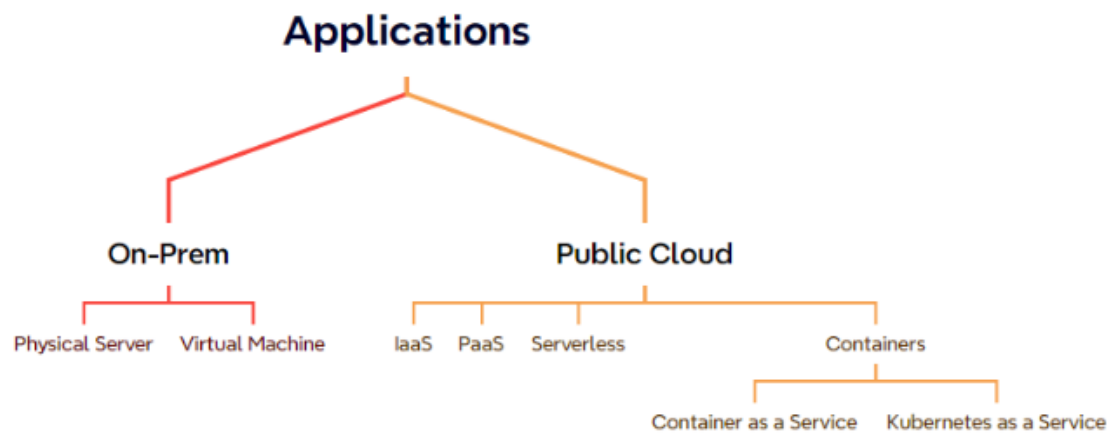 Applications
On-Prem
Public Cloud
Physical Server
Virtual Machine
IaaS
PaaS
Serverless
Containers
Container as a Service
Kubernetes as a Service